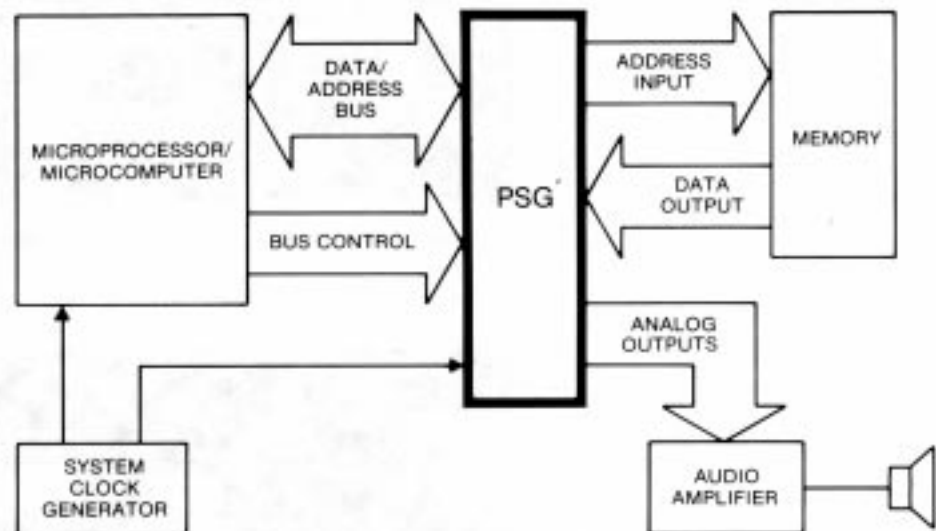 MICROPROCESSOR/
MICROCOMPUTER
DATA/
ADDRESS
BUS
BUS CONTROL
PSG
ADDRESS
INPUT
DATA
OUTPUT
MEMORY
ANALOG
OUTPUTS
SYSTEM
CLOCK
GENERATOR
AUDIO
AMPLIFIER